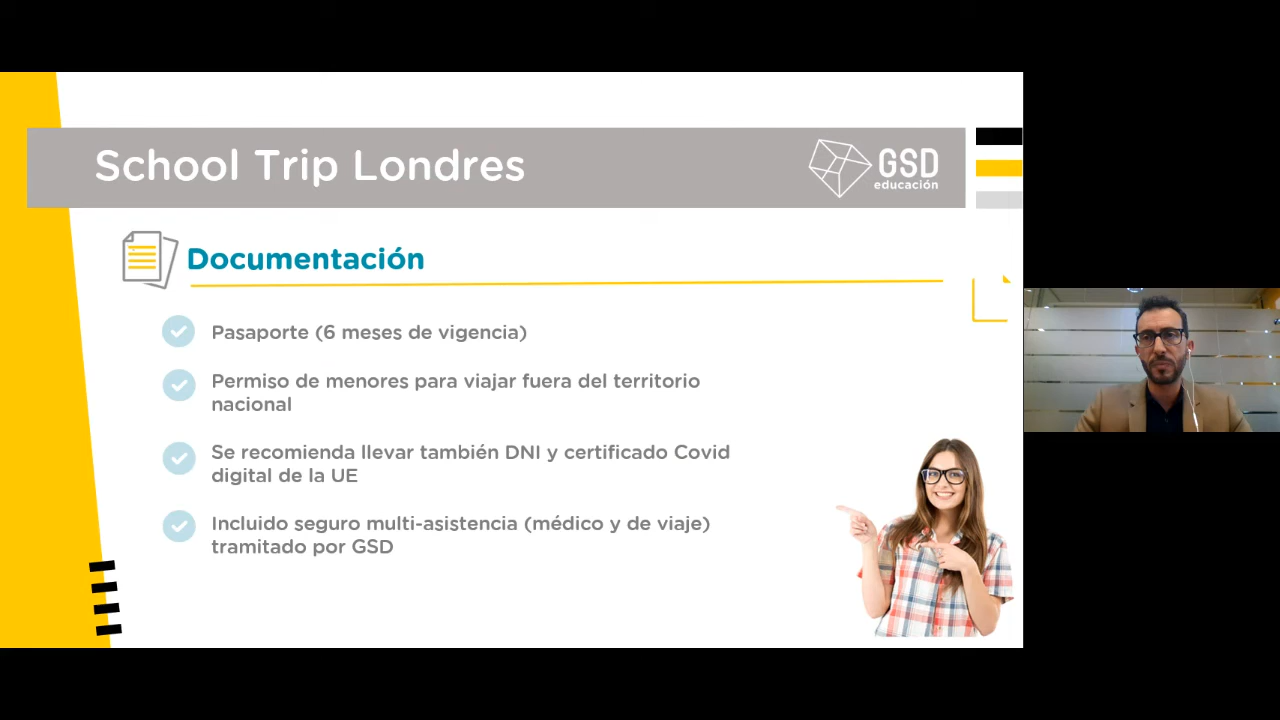 School Trip Londres
GSD
educación
Documentación
Pasaporte (6 meses de vigencia)
Permiso de menores para viajar fuera del territorio
nacional
Se recomienda llevar también DNI y certificado Covid
digital de la UE
Incluido seguro multi-asistencia (médico y de viaje)
tramitado por GSD